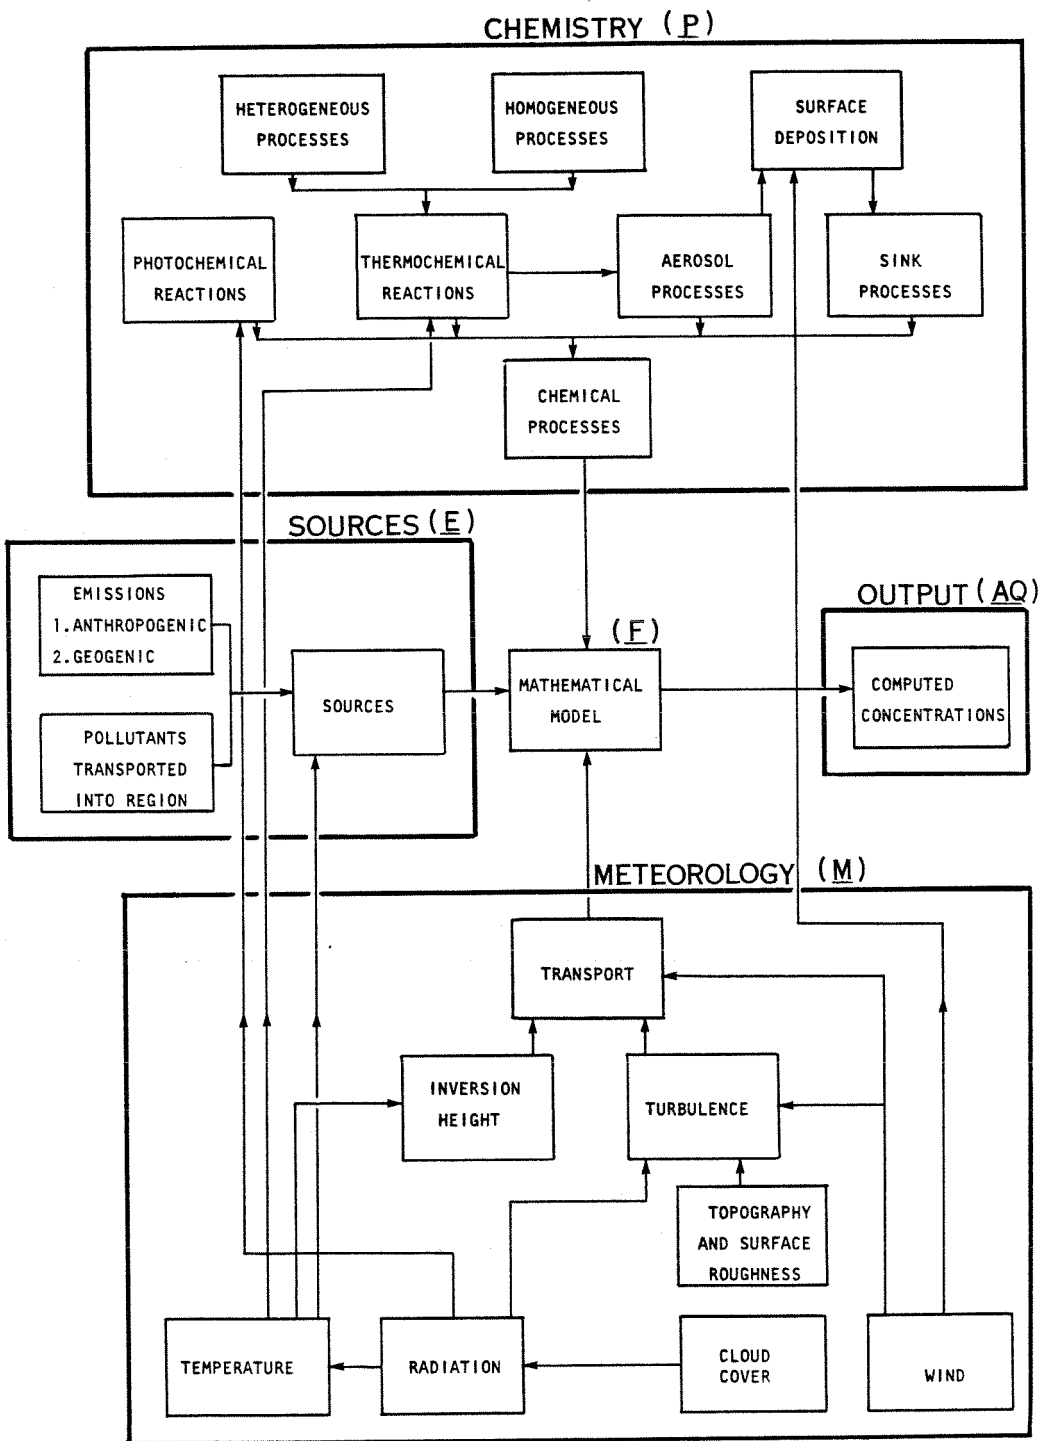 CHEMISTRY (P)
HETEROGENEOUS
PROCESSES
HOMOGENEOUS
PROCESSES
SURFACE
DEPOSITION
PHOTOCHEMICAL
REACTIONS
THERMOCHEMICAL
REACTIONS
AEROSOL
PROCESSES
SINK
PROCESSES
CHEMICAL
PROCESSES
SOURCES (E)
EMISSIONS
1. ANTHROPOGENIC
2. GEOGENIC
POLLUTANTS
TRANSPORTED
INTO REGION
SOURCES
(F)
MATHEMATICAL
MODEL
OUTPUT (AQ)
COMPUTED
CONCENTRATIONS
METEOROLOGY (M)
TRANSPORT
INVERSION
HEIGHT
TURBULENCE
TOPOGRAPHY
AND SURFACE
ROUGHNESS
TEMPERATURE
RADIATION
CLOUD
COVER
WIND